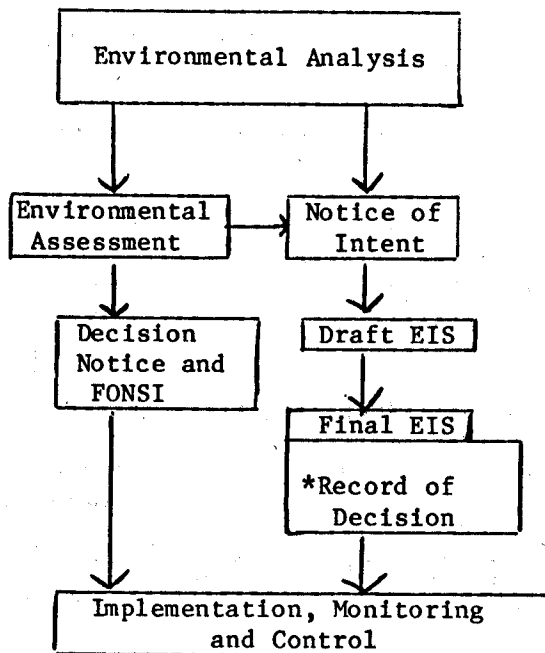 Environmental Analysis
Environmental
Assessment
Notice of
Intent
Decision
Notice and
FONSI
Draft EIS
Final EIS
*Record of
Decision
Implementation, Monitoring
and Control